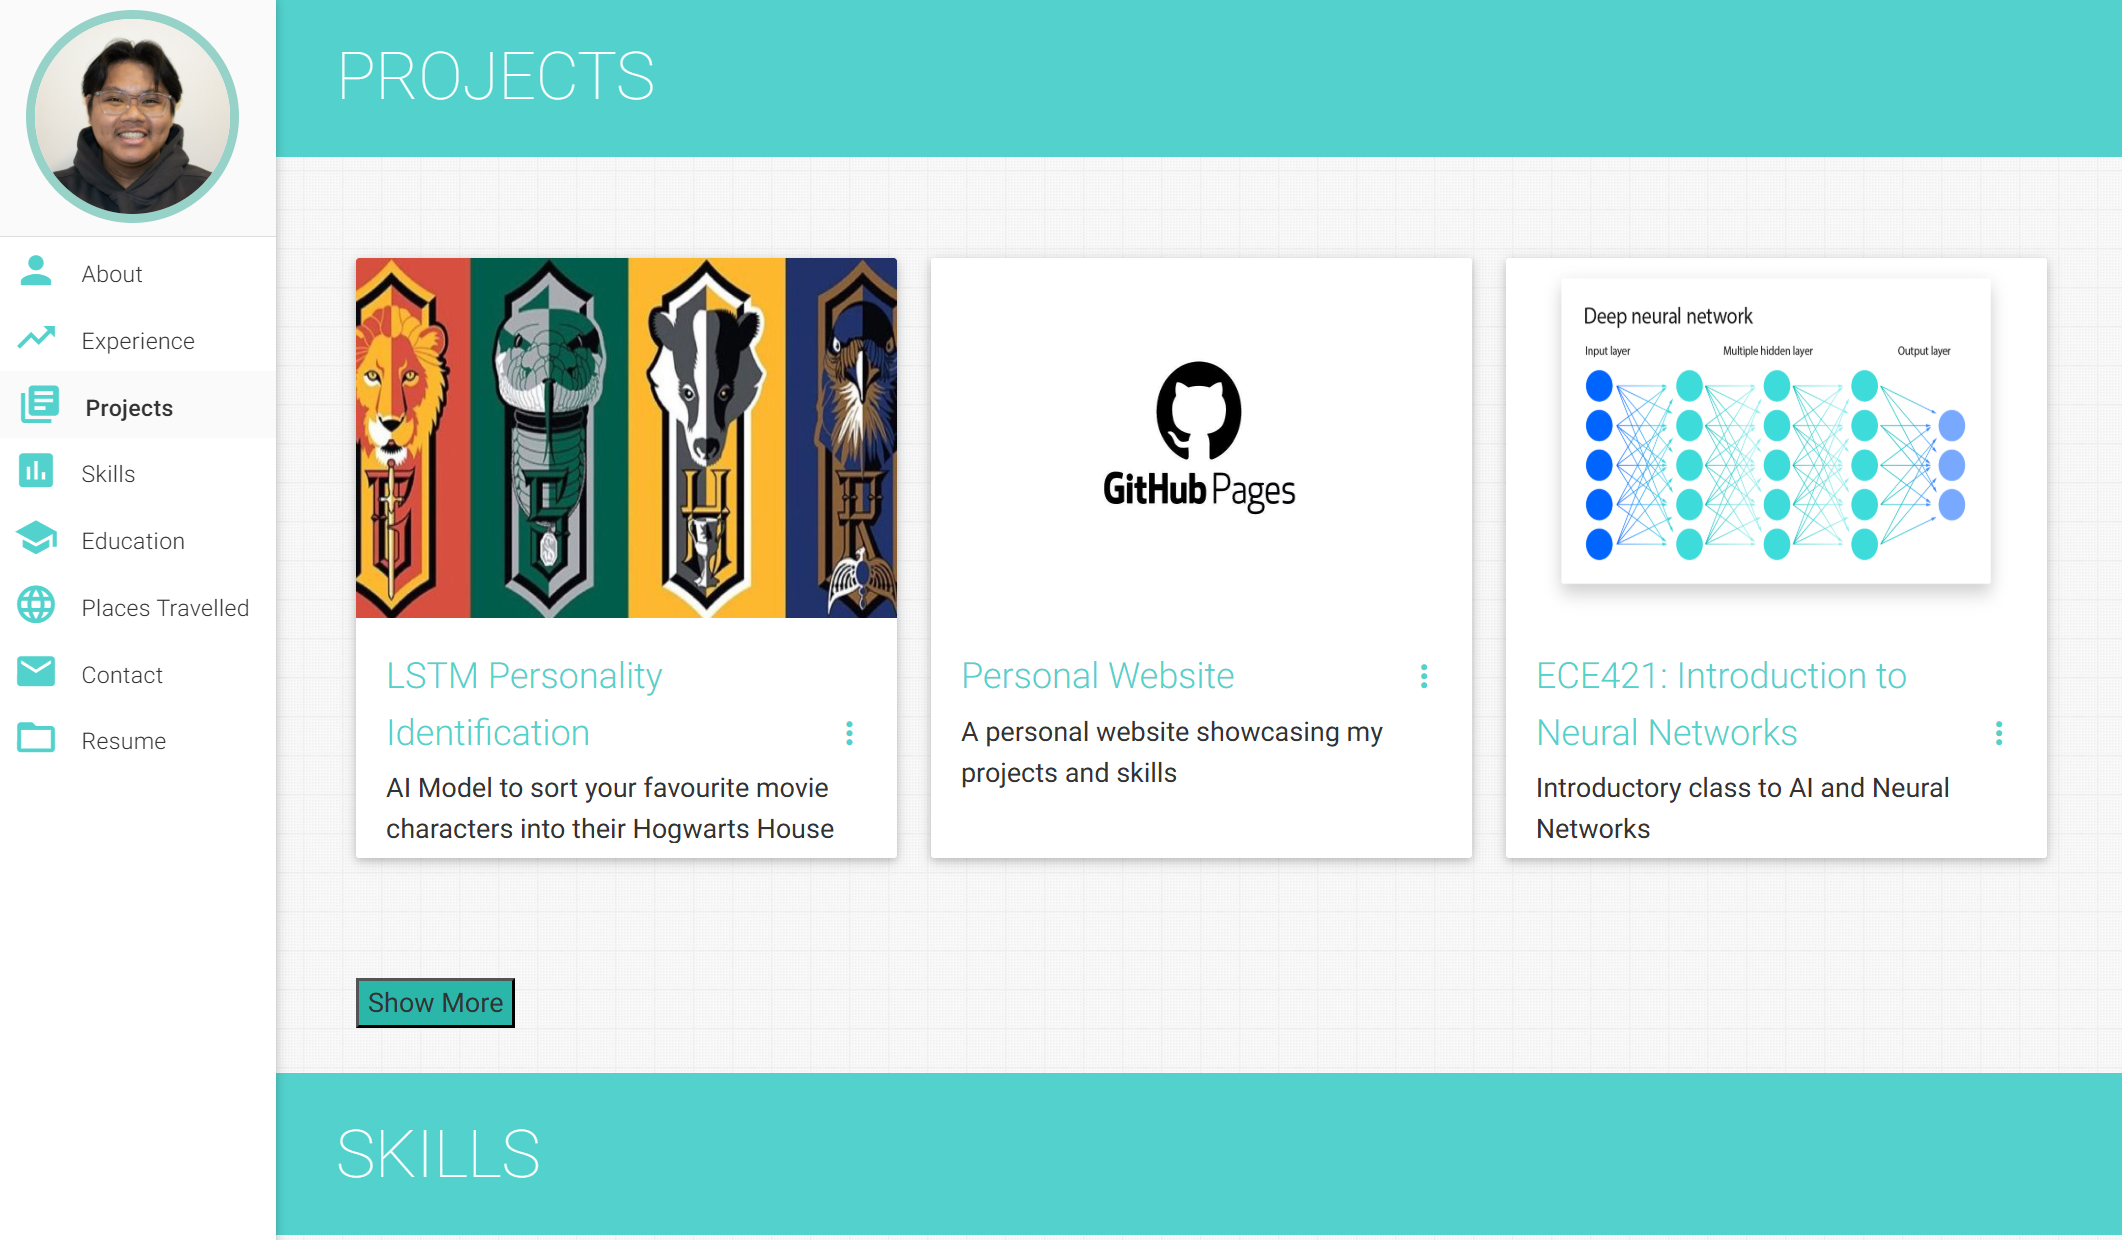 About
Experience
Projects
Skills
Education
Places Travelled
Contact
Resume
PROJECTS
LSTM Personality
Identification
AI Model to sort your favourite movie
characters into their Hogwarts House
GitHub Pages
Personal Website
A personal website showcasing my
projects and skills
Deep neural network
Input layer Multiple hidden layer Output layer
ECE421: Introduction to
Neural Networks
Introductory class to AI and Neural
Networks
Show More
SKILLS